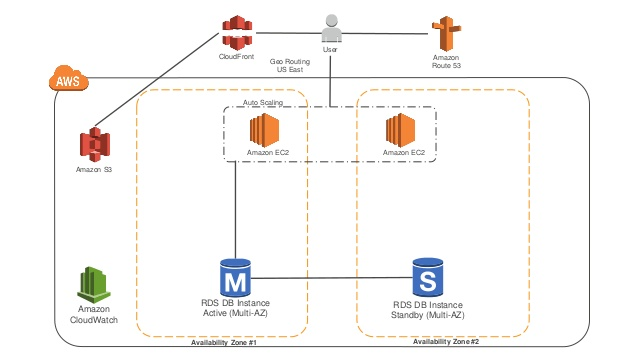 CloudFront
User
Geo Routing
US East
Amazon
Route 53
AWS
Auto Scaling
Amazon EC2
Amazon EC2
Amazon S3
Amazon
CloudWatch
M
RDS DB Instance
Active (Multi-AZ)
S
RDS DB Instance
Standby (Multi-AZ)
Availability Zone #1
Availability Zone #2